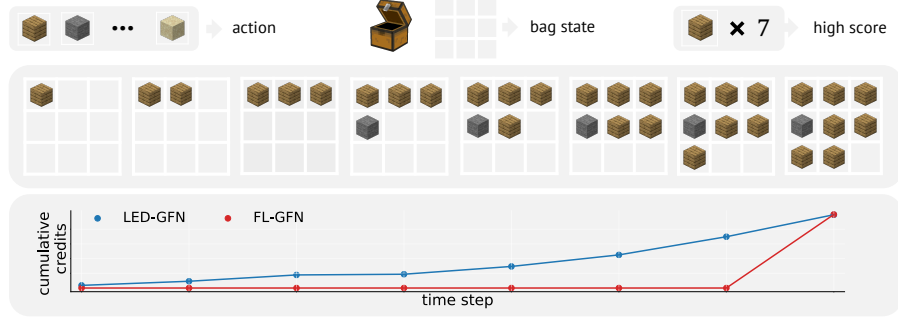 ••• action
bag state
× 7 high score
LED-GFN FL-GFN
cumulative
credits
time step